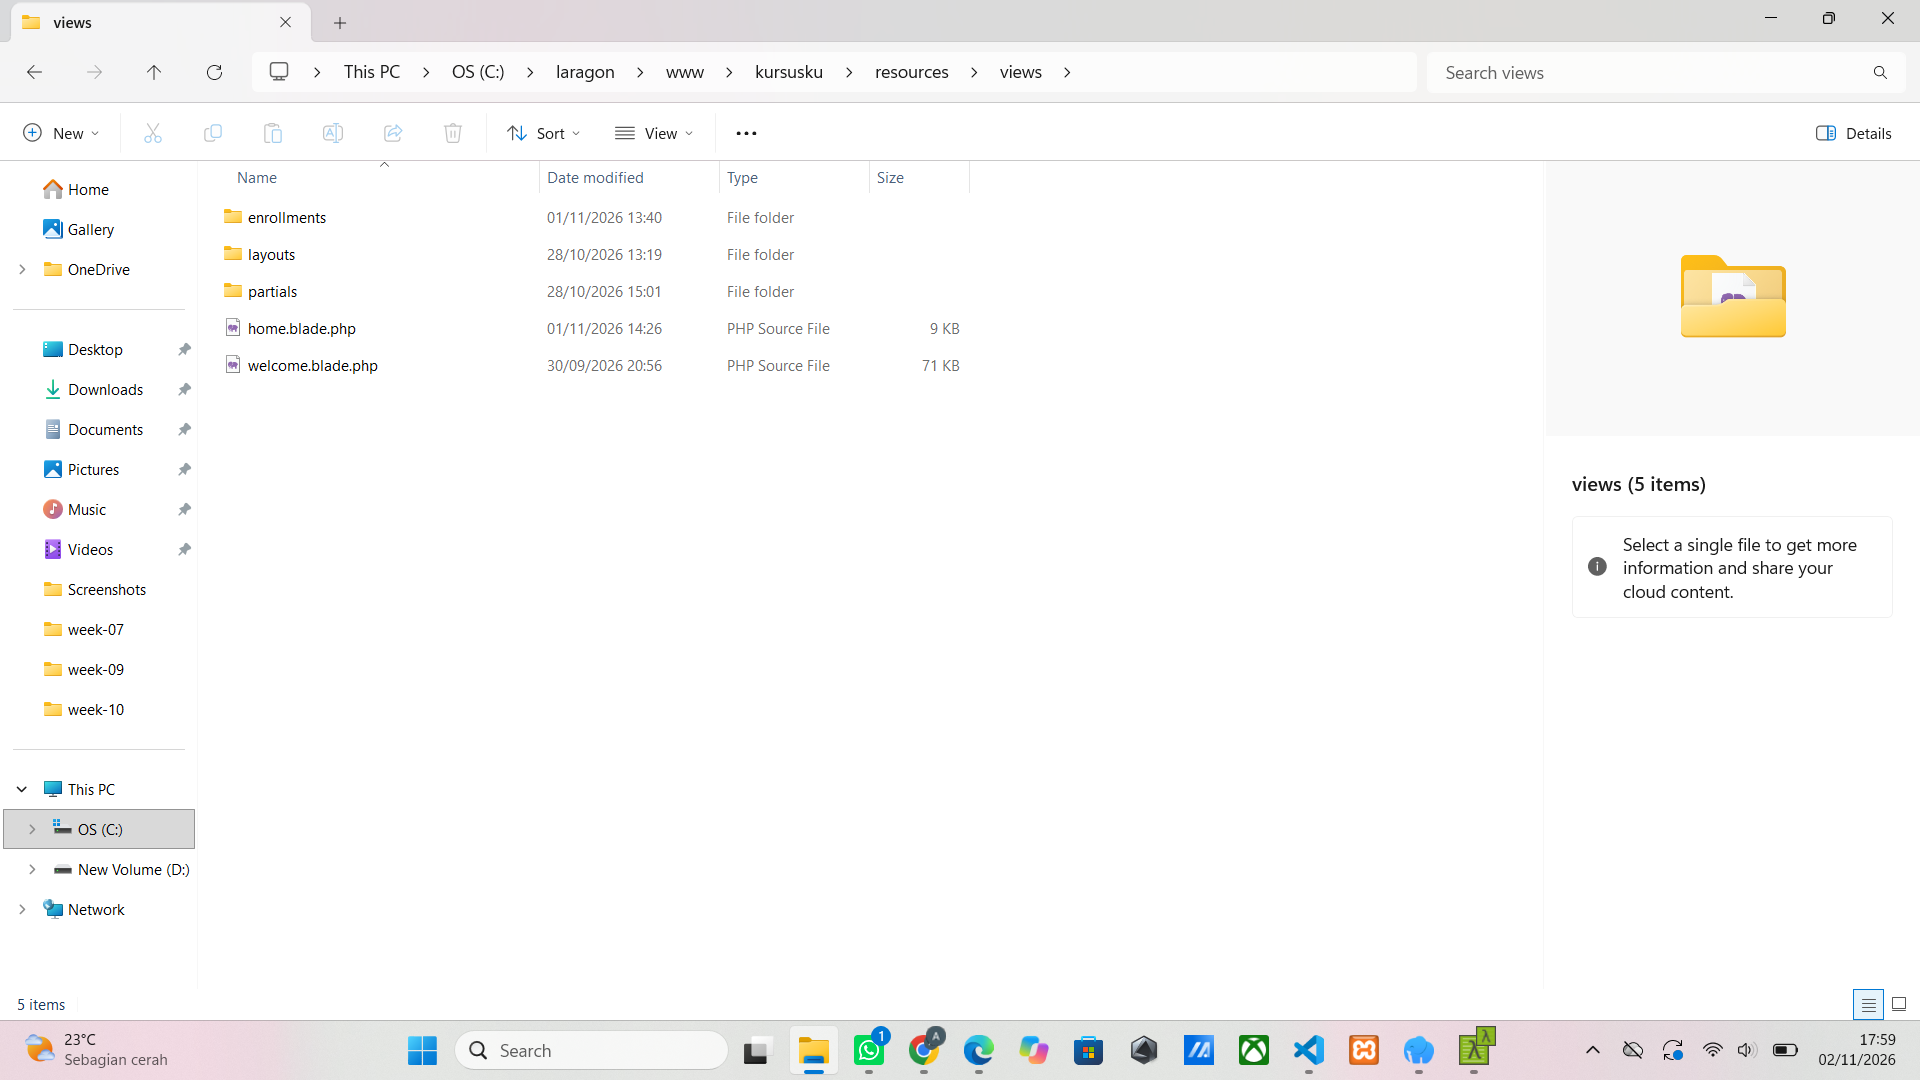 views
This PC
OS (C:)
laragon
www
kursusku
resources
views
Search views
New
Sort
View
Details
Home
Gallery
OneDrive
Desktop
Downloads
Documents
Pictures
Music
Videos
Screenshots
week-07
week-09
week-10
This PC
OS (C:)
New Volume (D:)
Network
Name Date modified Type Size
enrollments 01/11/2026 13:40 File folder
layouts 28/10/2026 13:19 File folder
partials 28/10/2026 15:01 File folder
home.blade.php 01/11/2026 14:26 PHP Source File 9 KB
welcome.blade.php 30/09/2026 20:56 PHP Source File 71 KB
views (5 items)
Select a single file to get more
information and share your
cloud content.
5 items
23°C
Sebagian cerah
Search
1
A
λ
λ
17:59
02/11/2026